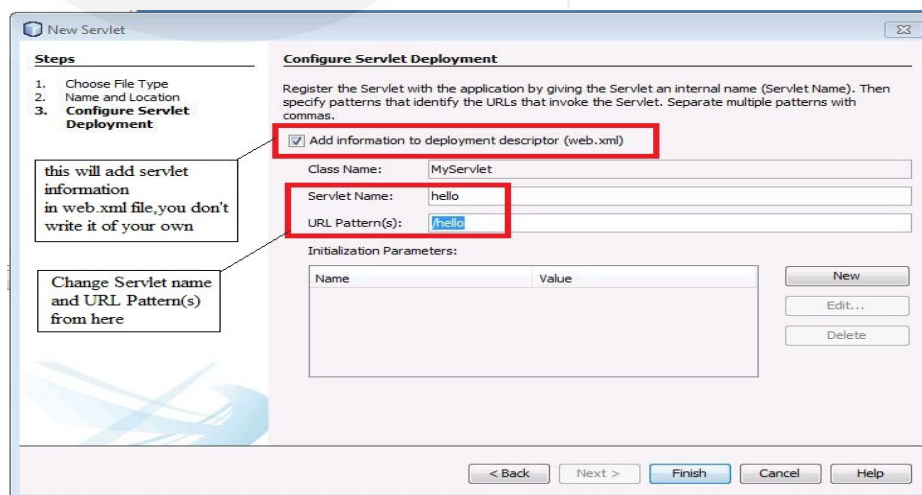 New Servlet
Steps
1. Choose File Type
2. Name and Location
3. Configure Servlet
Deployment
this will add servlet
information
in web.xml file,you don't
write it of your own
Change Servlet name
and URL Pattern(s)
from here
Configure Servlet Deployment
Register the Servlet with the application by giving the Servlet an internal name (Servlet Name). Then
specify patterns that identify the URLs that invoke the Servlet. Separate multiple patterns with
commas.
Add information to deployment descriptor (web.xml)
Class Name: MyServlet
Servlet Name: hello
URL Pattern(s): /hello
Initialization Parameters:
Name Value
New
Edit...
Delete
< Back Next > Finish Cancel Help